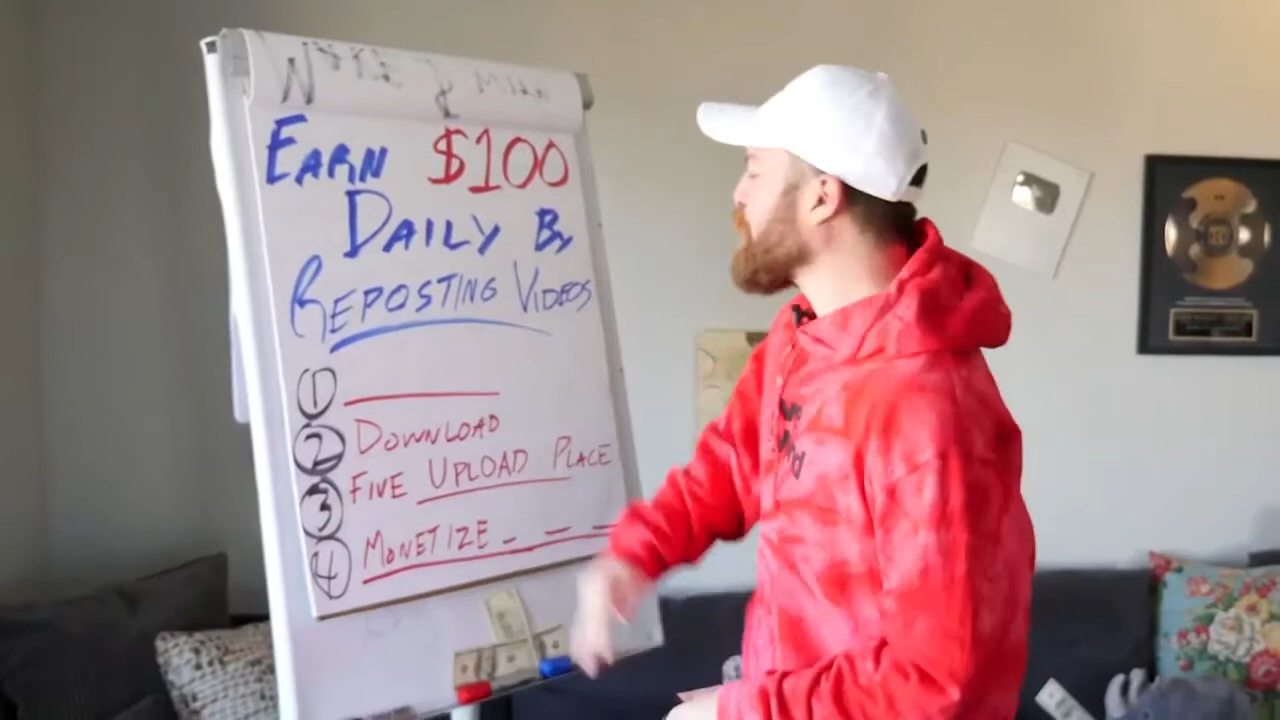 EARN $100
DAILY By
REPOSTING VIDEOS
1
2 DOWNLOAD
3 FIVE UPLOAD PLACE
4 MONETIZE